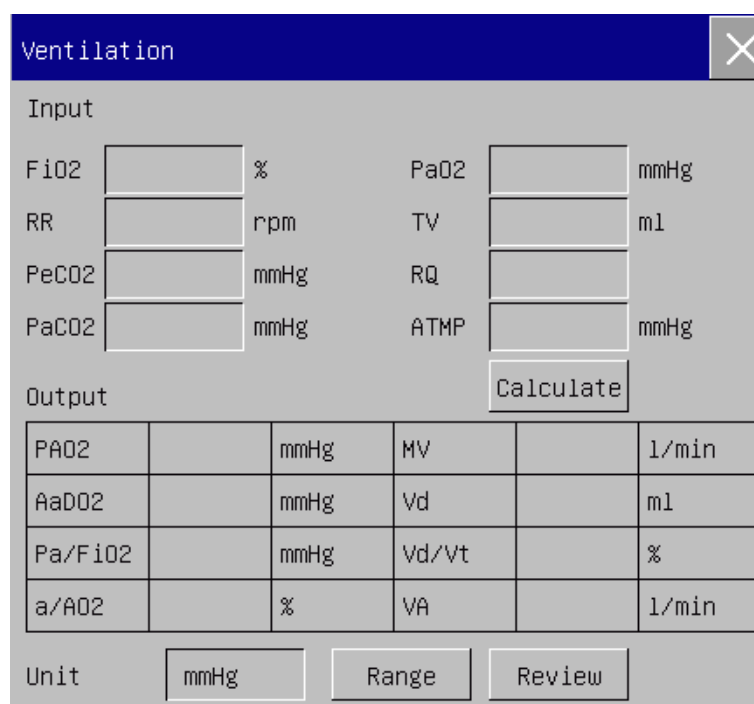 Ventilation
Input
FiO2 % PaO2 mmHg
RR rpm TV ml
PeCO2 mmHg RQ
PaCO2 mmHg ATMP mmHg
Calculate
Output
PAO2 mmHg MV l/min
AaDO2 mmHg Vd ml
Pa/FiO2 mmHg Vd/Vt %
a/AO2 % VA l/min
Unit mmHg Range Review